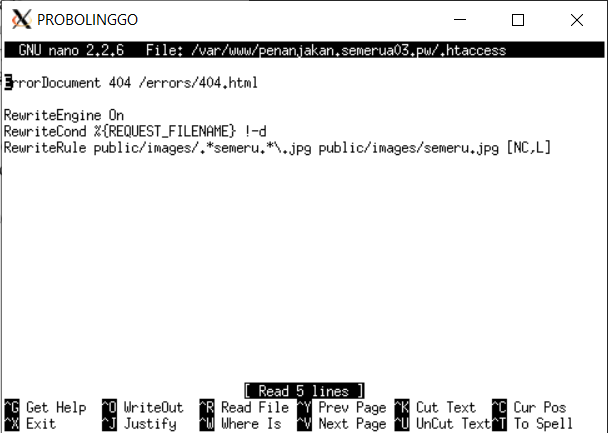 PROBOLINGGO
GNU nano 2.2.6 File: /var/www/penanjakan.semerua03.pw/.htaccess
ErrorDocument 404 /errors/404.html
RewriteEngine On
RewriteCond %{REQUEST_FILENAME} !-d
RewriteRule public/images/.*semeru.*\.jpg public/images/semeru.jpg [NC,L]
[ Read 5 lines ]
^G Get Help ^O WriteOut ^R Read File ^Y Prev Page ^K Cut Text ^C Cur Pos
^X Exit ^J Justify ^W Where Is ^V Next Page ^U UnCut Text ^T To Spell